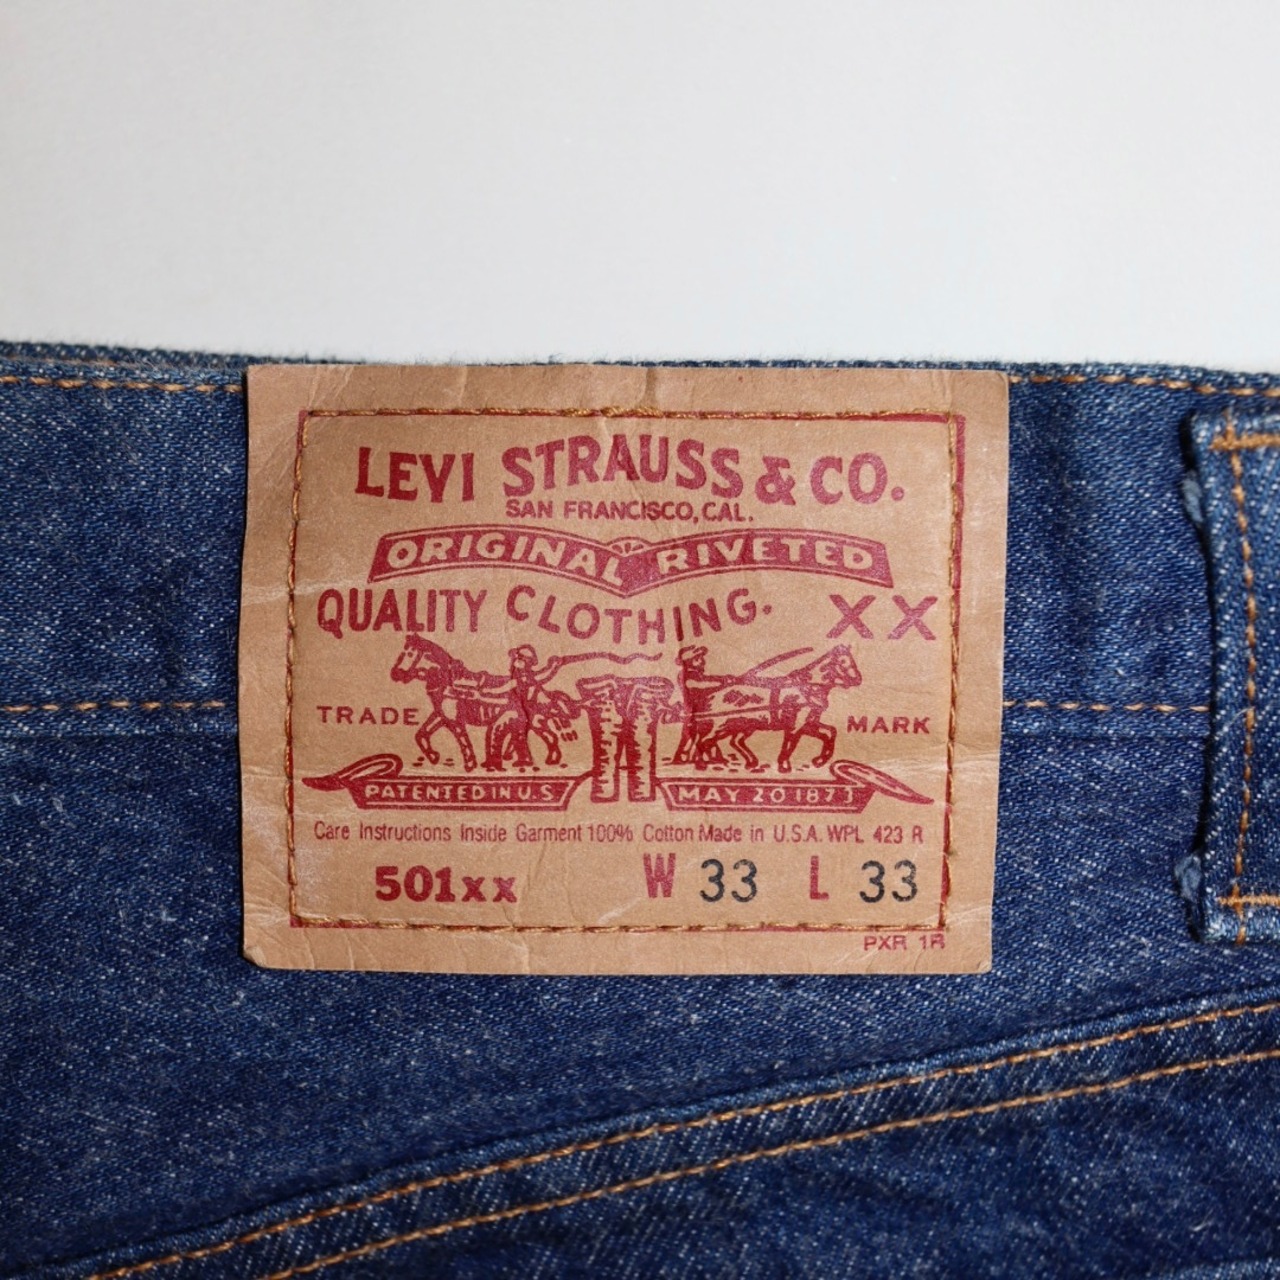 LEVI STRAUSS & CO.
SAN FRANCISCO, CAL.
ORIGINAL RIVETED
QUALITY CLOTHING. XX
TRADE MARK
PATENTED IN U.S MAY 20 1873
Care Instructions Inside Garment 100% Cotton Made in U.S.A. WPL 423 R
501xx W 33 L 33
PXR 1R